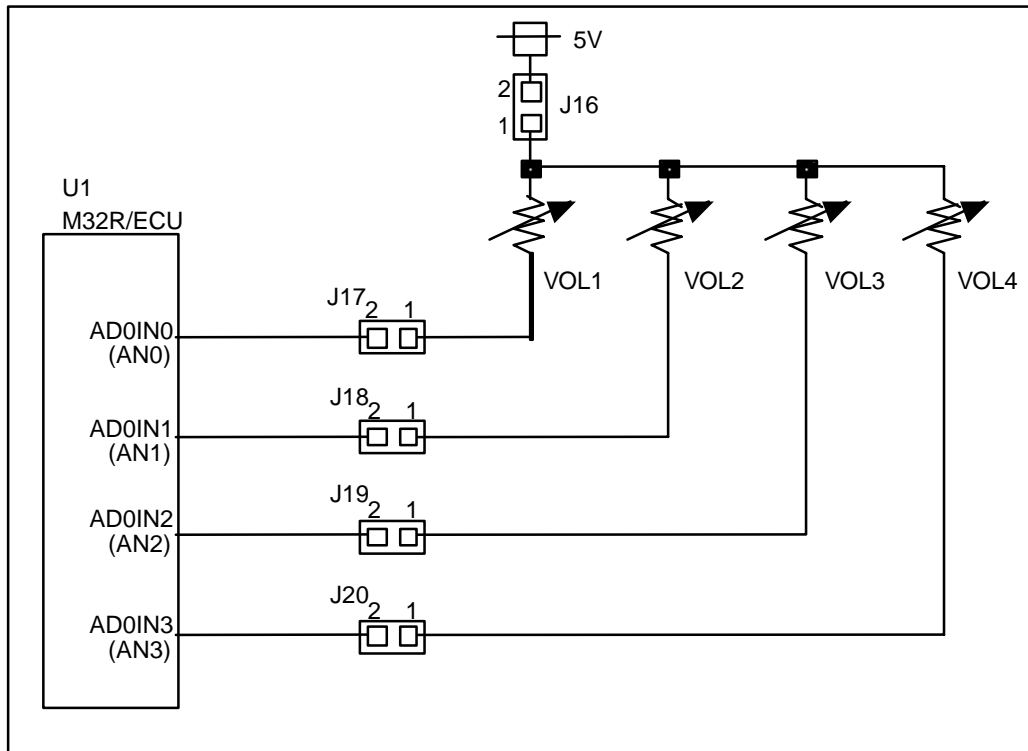 5V
2
J16
1
U1
M32R/ECU
VOL1
VOL2
VOL3
VOL4
J17
2 1
AD0IN0
(AN0)
J18
2 1
AD0IN1
(AN1)
J19
2 1
AD0IN2
(AN2)
J20
2 1
AD0IN3
(AN3)